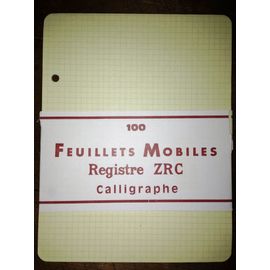 100
FEUILLETS MOBILES
Registre ZRC
Calligraphe